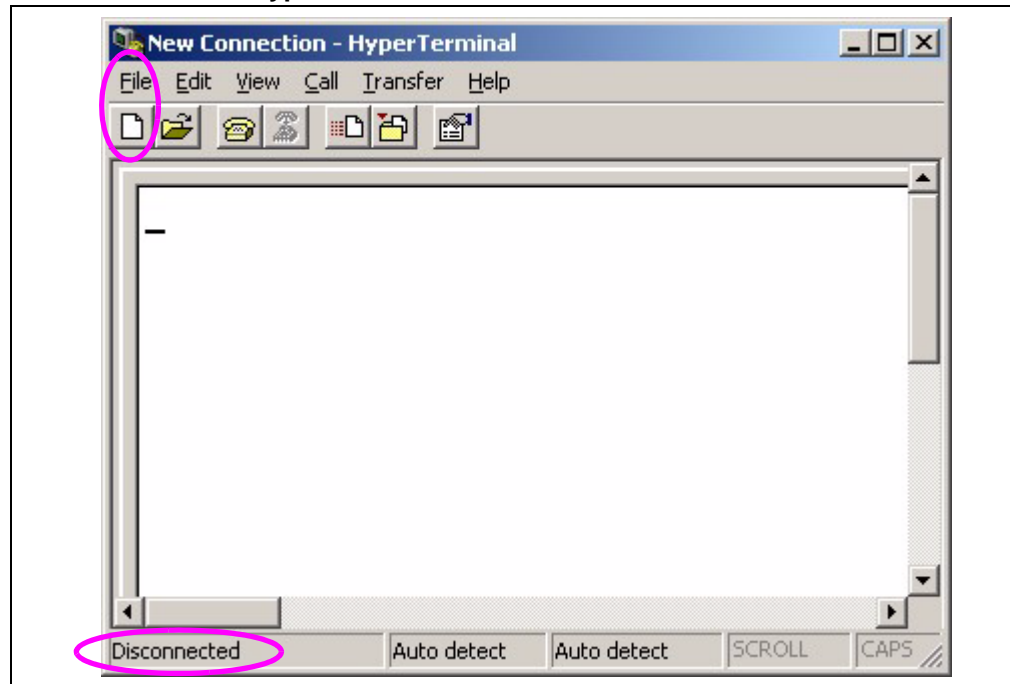 New Connection - HyperTerminal
File Edit View Call Transfer Help
Disconnected Auto detect Auto detect SCROLL CAPS